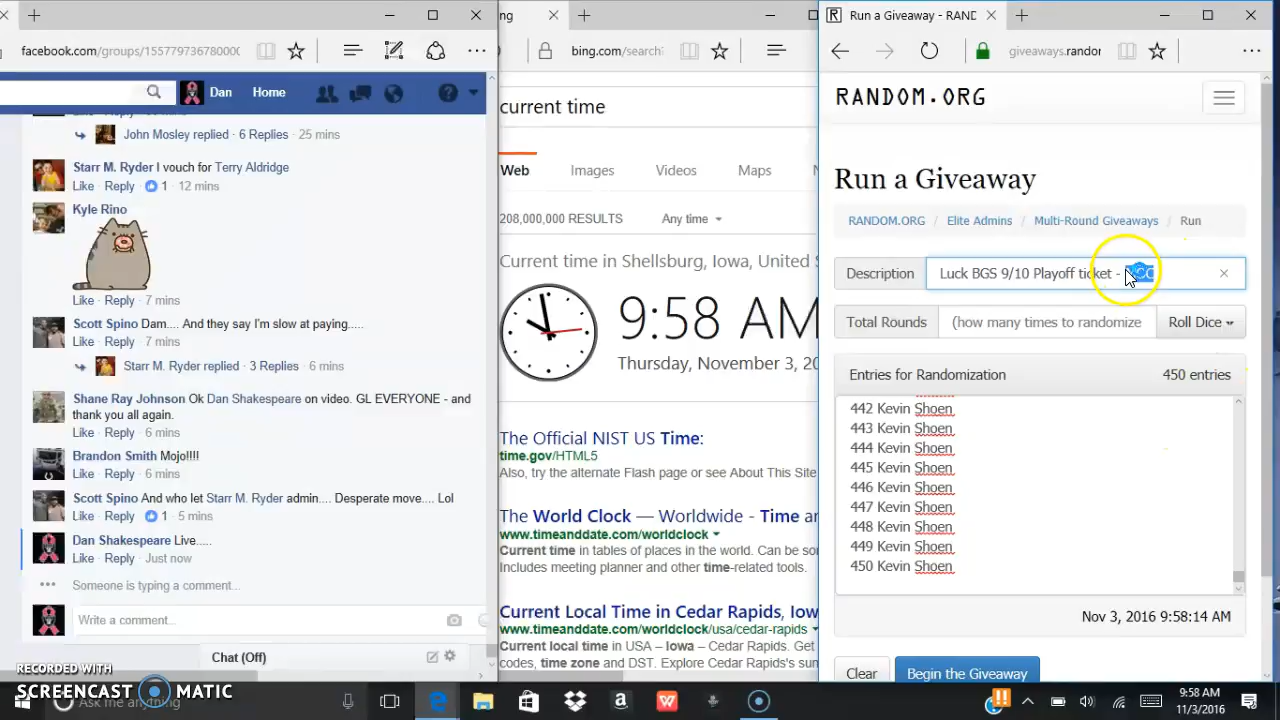 facebook.com/groups/155779736780000
Dan Home
John Mosley replied · 6 Replies · 25 mins
Starr M. Ryder I vouch for Terry Aldridge
Like · Reply · 1 · 12 mins
Kyle Rino
Like · Reply · 7 mins
Scott Spino Dam.... And they say I'm slow at paying.....
Like · Reply · 7 mins
Starr M. Ryder replied · 3 Replies · 6 mins
Shane Ray Johnson Ok Dan Shakespeare on video. GL EVERYONE - and
thank you all again.
Like · Reply · 6 mins
Brandon Smith Mojo!!!!
Like · Reply · 6 mins
Scott Spino And who let Starr M. Ryder admin.... Desperate move.... Lol
Like · Reply · 1 · 5 mins
Dan Shakespeare Live.....
Like · Reply · Just now
Someone is typing a comment...
Write a comment...
Chat (Off)
RECORDED WITH
SCREENCAST MATIC
Ask me anything
ng
bing.com/search
current time
Web Images Videos Maps
208,000,000 RESULTS Any time
Current time in Shellsburg, Iowa, United
9:58 AM
Thursday, November 3, 20
The Official NIST US Time:
time.gov/HTML5
Also, try the alternate Flash page or see About This Site
The World Clock — Worldwide - Time an
www.timeanddate.com/worldclock
Current time in tables of places in the world. Can be so
Includes meeting planner and other time-related tools.
Current Local Time in Cedar Rapids, Iow
www.timeanddate.com/worldclock/usa/cedar-rapids
Current local time in USA – Iowa – Cedar Rapids. Get
codes, time zone and DST. Explore Cedar Rapids's sun
Run a Giveaway - RAND
giveaways.randor
RANDOM.ORG
Run a Giveaway
RANDOM.ORG / Elite Admins / Multi-Round Giveaways / Run
Description Luck BGS 9/10 Playoff ticket -
Total Rounds (how many times to randomize Roll Dice
Entries for Randomization 450 entries
442 Kevin Shoen
443 Kevin Shoen
444 Kevin Shoen
445 Kevin Shoen
446 Kevin Shoen
447 Kevin Shoen
448 Kevin Shoen
449 Kevin Shoen
450 Kevin Shoen
Nov 3, 2016 9:58:14 AM
Clear Begin the Giveaway
9:58 AM
11/3/2016